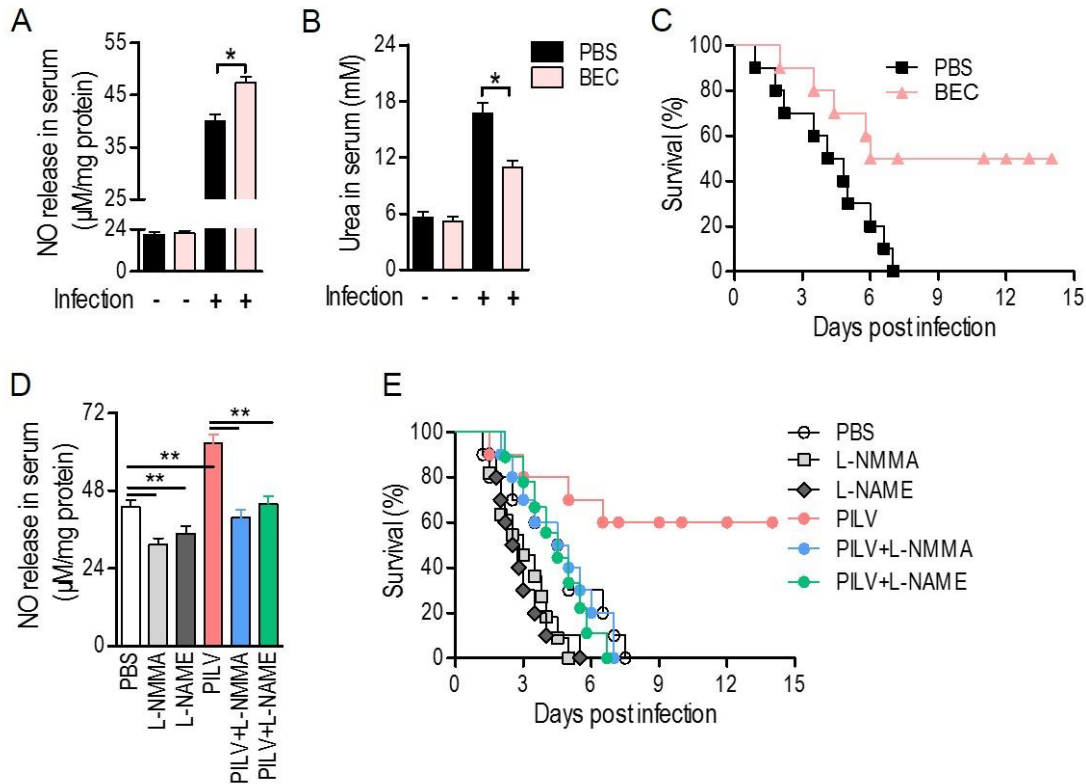 A
NO release in serum
(µM/mg protein)
55
45
35
25
24
0
*
Infection - - + +
B
Urea in serum (mM)
24
18
12
6
0
*
Infection - - + +
PBS
BEC
C
Survival (%)
100
80
60
40
20
0
0 3 6 9 12 15
Days post infection
PBS
BEC
D
NO release in serum
(µM/mg protein)
72
48
24
0
**
**
**
PBS
L-NMMA
L-NAME
PILV
PILV+L-NMMA
PILV+L-NAME
E
Survival (%)
100
80
60
40
20
0
0 3 6 9 12 15
Days post infection
PBS
L-NMMA
L-NAME
PILV
PILV+L-NMMA
PILV+L-NAME